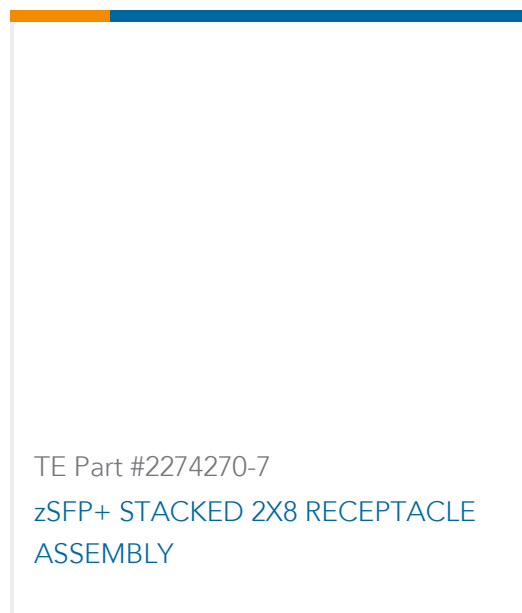 TE Part #2274270-7
zSFP+ STACKED 2X8 RECEPTACLE
ASSEMBLY